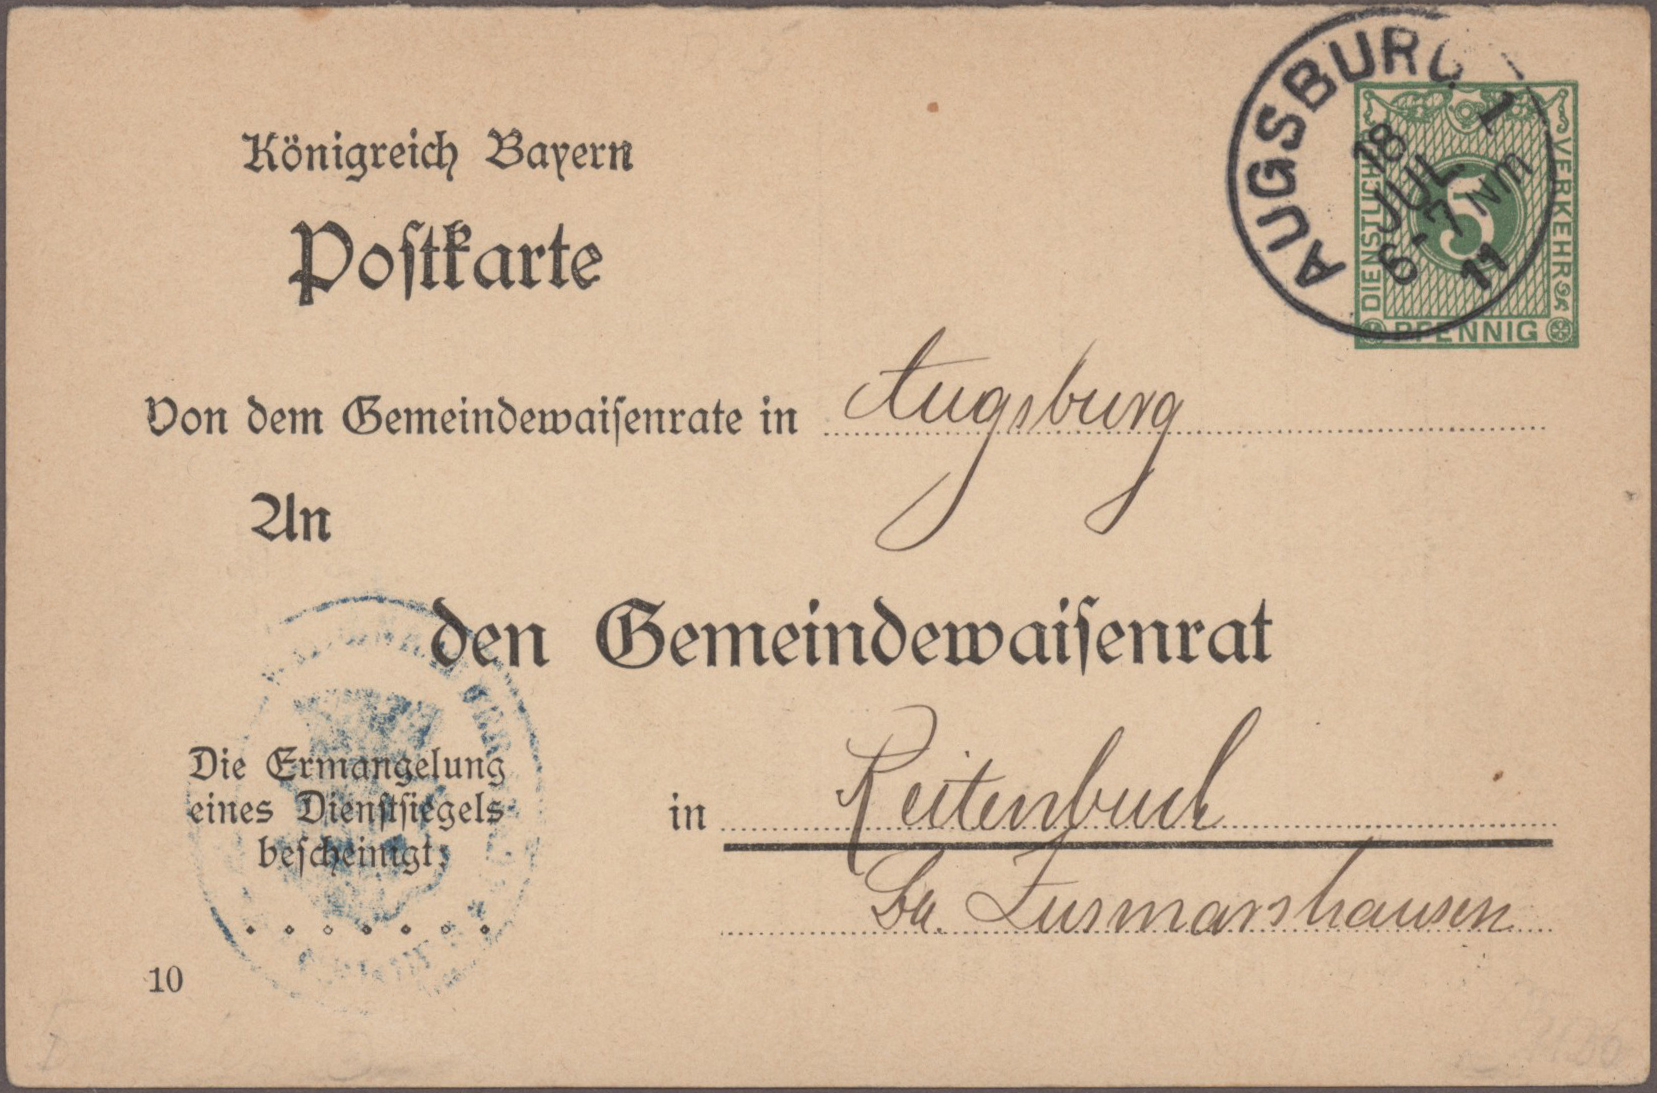 Königreich Bayern
Postkarte
AUGSBURG 1
18
JUL
6-7 NM
11
DIENSTLICHER
VERKEHR
5
PFENNIG
Von dem Gemeindewaisenrate in Augsburg
An
den Gemeindewaisenrat
Die Ermangelung
eines Dienstsiegels
bescheinigt:
in Reitenbuch
Ba. Zusmarshausen
10